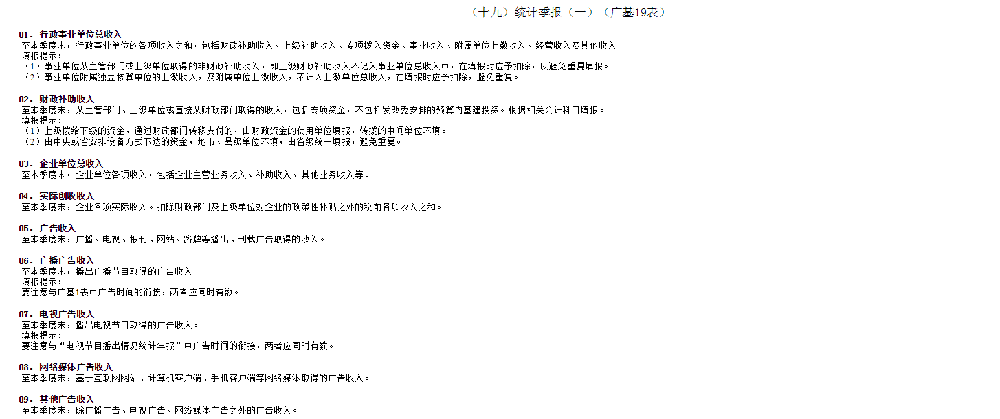 （十九）统计季报（一）（广基19表）
01. 行政事业单位总收入
至本季度末，行政事业单位的各项收入之和，包括财政补助收入、上级补助收入、专项拨入资金、事业收入、附属单位上缴收入、经营收入及其他收入。
填报提示：
（1）事业单位从主管部门或上级单位取得的非财政补助收入，即上级财政补助收入不记入事业单位总收入中，在填报时应予扣除，以避免重复填报。
（2）事业单位附属独立核算单位的上缴收入，及附属单位上缴收入，不计入上缴单位总收入，在填报时应予扣除，避免重复。
02. 财政补助收入
至本季度末，从主管部门、上级单位或直接从财政部门取得的收入，包括专项资金，不包括发改委安排的预算内基建投资。根据相关会计科目填报。
填报提示：
（1）上级拨给下级的资金，通过财政部门转移支付的，由财政资金的使用单位填报，转拨的中间单位不填。
（2）由中央或省安排设备方式下达的资金，地市、县级单位不填，由省级统一填报，避免重复。
03. 企业单位总收入
至本季度末，企业单位各项收入，包括企业主营业务收入、补助收入、其他业务收入等。
04. 实际创收收入
至本季度末，企业各项实际收入。扣除财政部门及上级单位对企业的政策性补贴之外的税前各项收入之和。
05. 广告收入
至本季度末，广播、电视、报刊、网站、路牌等播出、刊载广告取得的收入。
06. 广播广告收入
至本季度末，播出广播节目取得的广告收入。
填报提示：
要注意与广基1表中广告时间的衔接，两者应同时有数。
07. 电视广告收入
至本季度末，播出电视节目取得的广告收入。
填报提示：
要注意与“电视节目播出情况统计年报”中广告时间的衔接，两者应同时有数。
08. 网络媒体广告收入
至本季度末，基于互联网网站、计算机客户端、手机客户端等网络媒体取得的广告收入。
09. 其他广告收入
至本季度末，除广播广告、电视广告、网络媒体广告之外的广告收入。